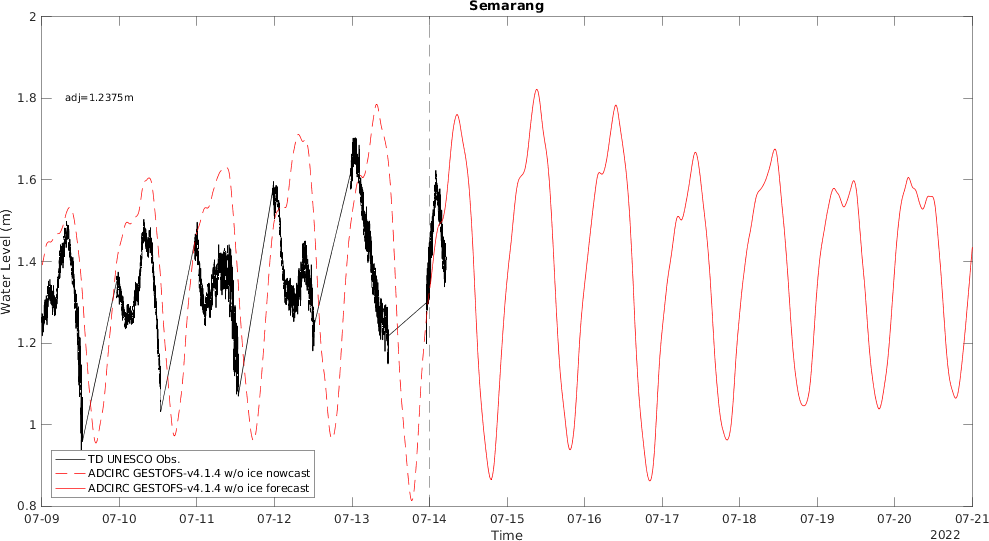 Semarang
2
1.8
1.6
1.4
1.2
1
0.8
Water Level (m)
adj=1.2375m
TD UNESCO Obs.
ADCIRC GESTOFS-v4.1.4 w/o ice nowcast
ADCIRC GESTOFS-v4.1.4 w/o ice forecast
07-09 07-10 07-11 07-12 07-13 07-14 07-15 07-16 07-17 07-18 07-19 07-20 07-21
Time
2022